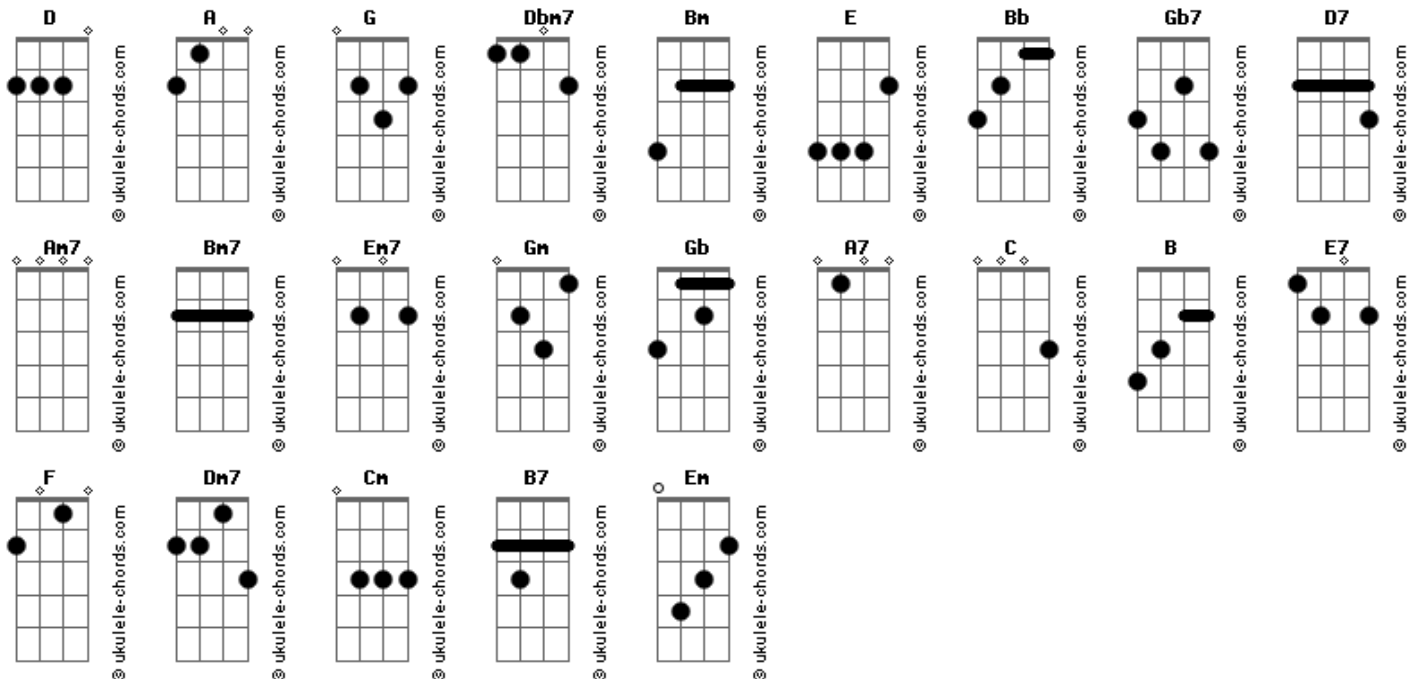 D A G Dbm7 Bm E Bb Gb7 D7
© ukulele-chords.com © ukulele-chords.com © ukulele-chords.com © ukulele-chords.com © ukulele-chords.com © ukulele-chords.com © ukulele-chords.com © ukulele-chords.com © ukulele-chords.com
Am7 Bm7 Em7 Gm Gb A7 C B E7
© ukulele-chords.com © ukulele-chords.com © ukulele-chords.com © ukulele-chords.com © ukulele-chords.com © ukulele-chords.com © ukulele-chords.com © ukulele-chords.com © ukulele-chords.com
F Dm7 Cm B7 Em
© ukulele-chords.com © ukulele-chords.com © ukulele-chords.com © ukulele-chords.com © ukulele-chords.com